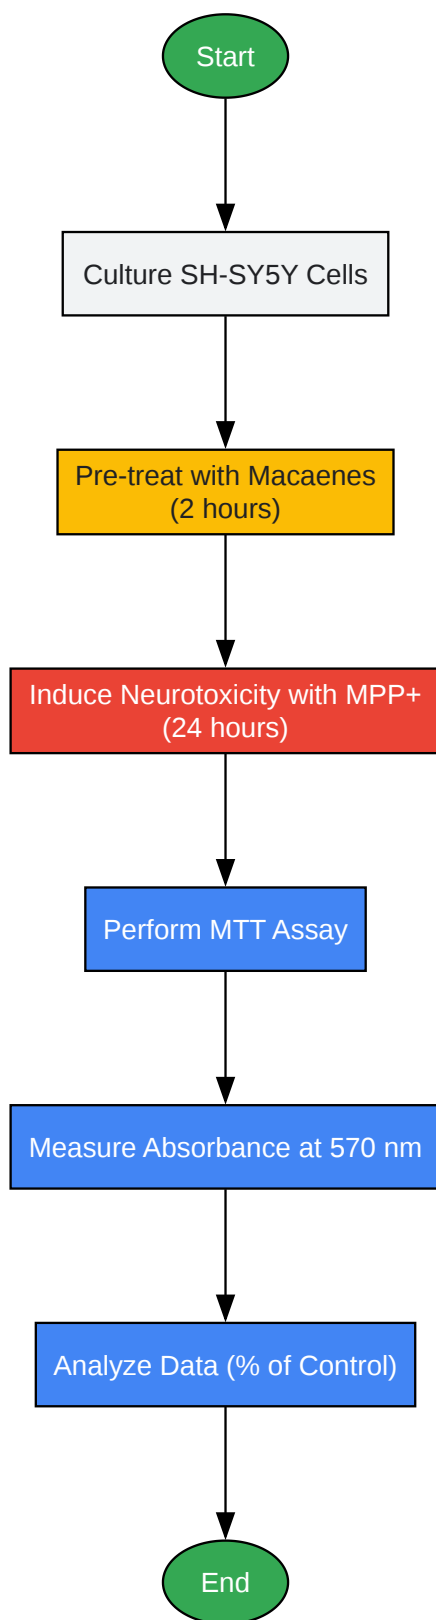 Start
Culture SH-SY5Y Cells
Pre-treat with Macaenes
(2 hours)
Induce Neurotoxicity with MPP+
(24 hours)
Perform MTT Assay
Measure Absorbance at 570 nm
Analyze Data (% of Control)
End